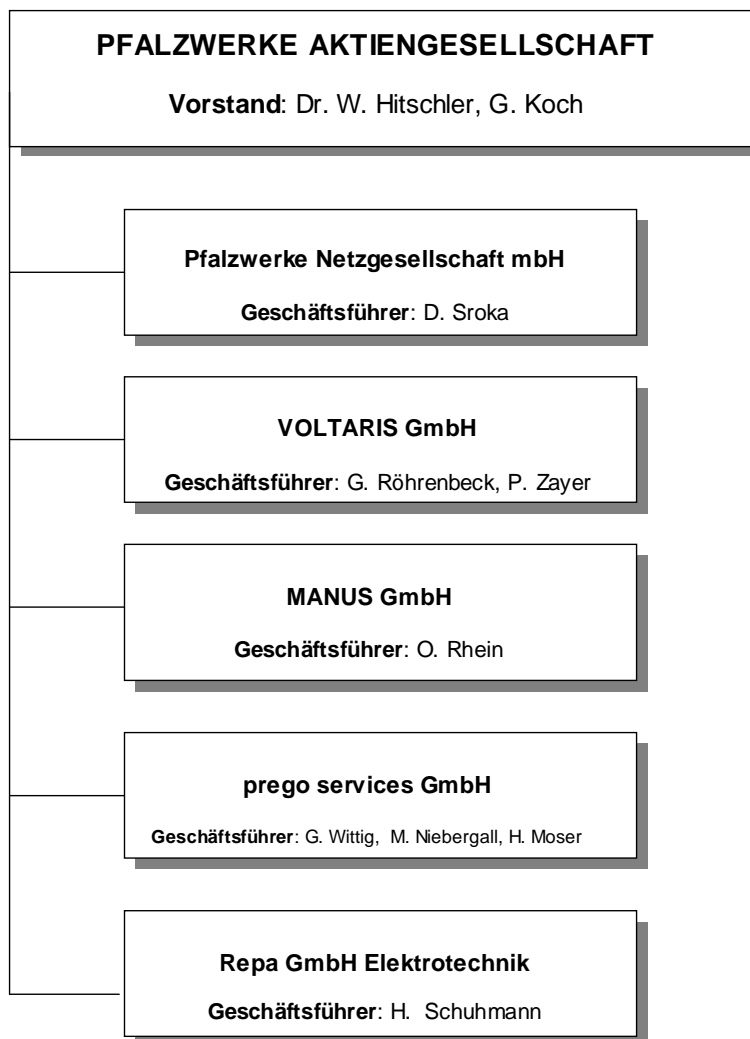 PFALZWERKE AKTIENGESELLSCHAFT
Vorstand: Dr. W. Hitschler, G. Koch
Pfalzwerke Netzgesellschaft mbH
Geschäftsführer: D. Sroka
VOLTARIS GmbH
Geschäftsführer: G. Röhrenbeck, P. Zayer
MANUS GmbH
Geschäftsführer: O. Rhein
prego services GmbH
Geschäftsführer: G. Wittig, M. Niebergall, H. Moser
Repa GmbH Elektrotechnik
Geschäftsführer: H. Schuhmann